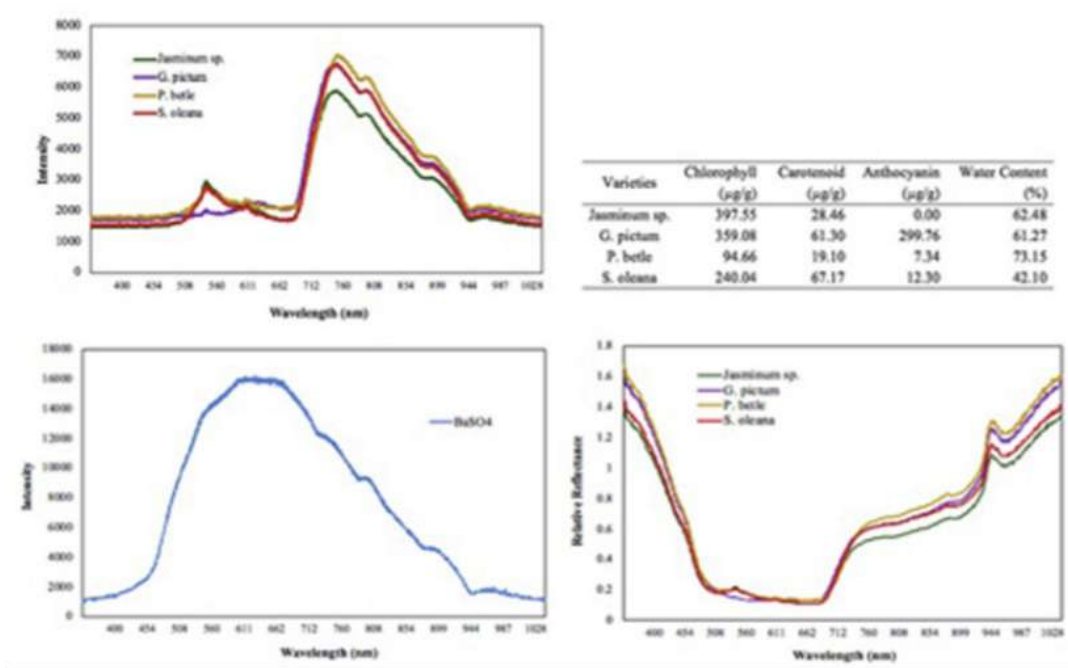 8000
7000
6000
5000
4000
3000
2000
1000
0
Intensity
Jasminum sp.
G. pictum
P. betle
S. oleana
400 454 508 560 611 662 712 760 808 854 899 944 987 1028
Wavelength (nm)
Varieties Chlorophyll (µg/g) Carotenoid (µg/g) Anthocyanin (µg/g) Water Content (%)
Jasminum sp. 397.55 28.46 0.00 62.48
G. pictum 359.08 61.30 299.76 61.27
P. betle 94.66 19.10 7.34 73.15
S. oleana 240.04 67.17 12.30 42.10
18000
16000
14000
12000
10000
8000
6000
4000
2000
0
Intensity
BaSO4
400 454 508 560 611 662 712 760 808 854 899 944 987 1028
Wavelength (nm)
1.8
1.6
1.4
1.2
1
0.8
0.6
0.4
0.2
0
Relative Reflectance
Jasminum sp.
G. pictum
P. betle
S. oleana
400 454 508 560 611 662 712 760 808 854 899 944 987 1028
Wavelength (nm)